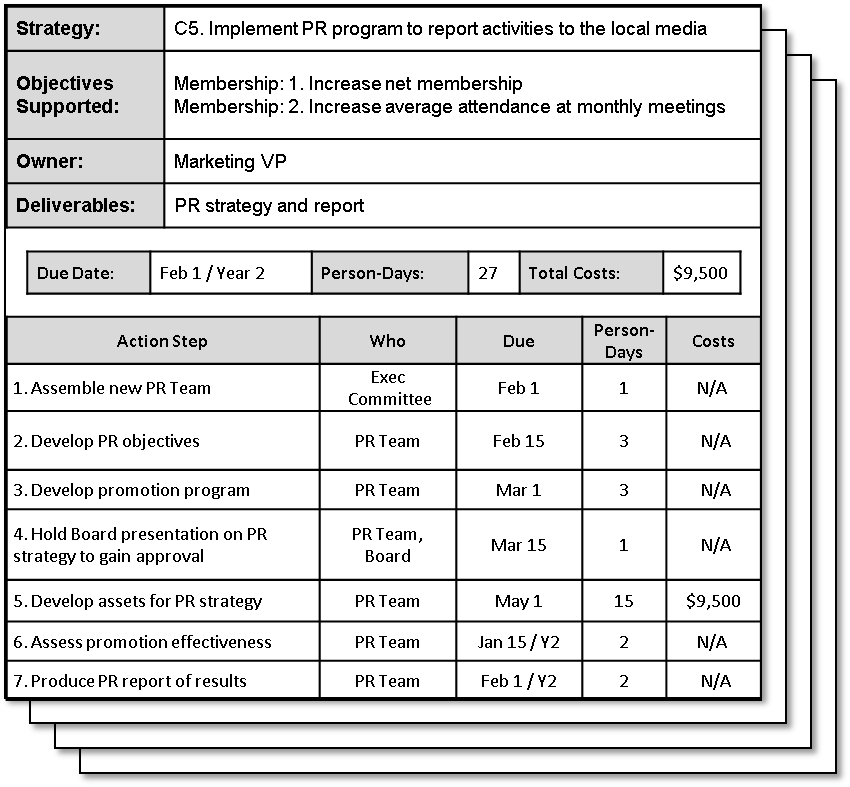 Strategy: C5. Implement PR program to report activities to the local media
Objectives Supported: Membership: 1. Increase net membership
Membership: 2. Increase average attendance at monthly meetings
Owner: Marketing VP
Deliverables: PR strategy and report
Due Date: Feb 1 / Year 2 Person-Days: 27 Total Costs: $9,500
Action Step Who Due Person-Days Costs
1. Assemble new PR Team Exec Committee Feb 1 1 N/A
2. Develop PR objectives PR Team Feb 15 3 N/A
3. Develop promotion program PR Team Mar 1 3 N/A
4. Hold Board presentation on PR strategy to gain approval PR Team, Board Mar 15 1 N/A
5. Develop assets for PR strategy PR Team May 1 15 $9,500
6. Assess promotion effectiveness PR Team Jan 15 / Y2 2 N/A
7. Produce PR report of results PR Team Feb 1 / Y2 2 N/A